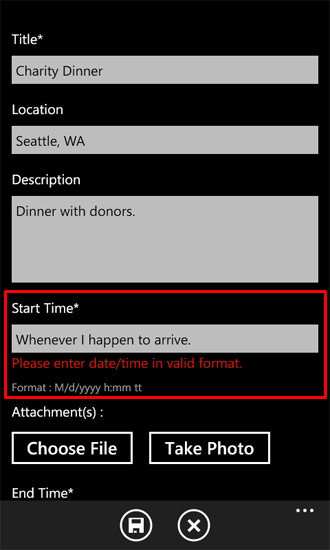 Title*
Charity Dinner
Location
Seattle, WA
Description
Dinner with donors.
Start Time*
Whenever I happen to arrive.
Please enter date/time in valid format.
Format : M/d/yyyy h:mm tt
Attachment(s) :
Choose File Take Photo
End Time*
...